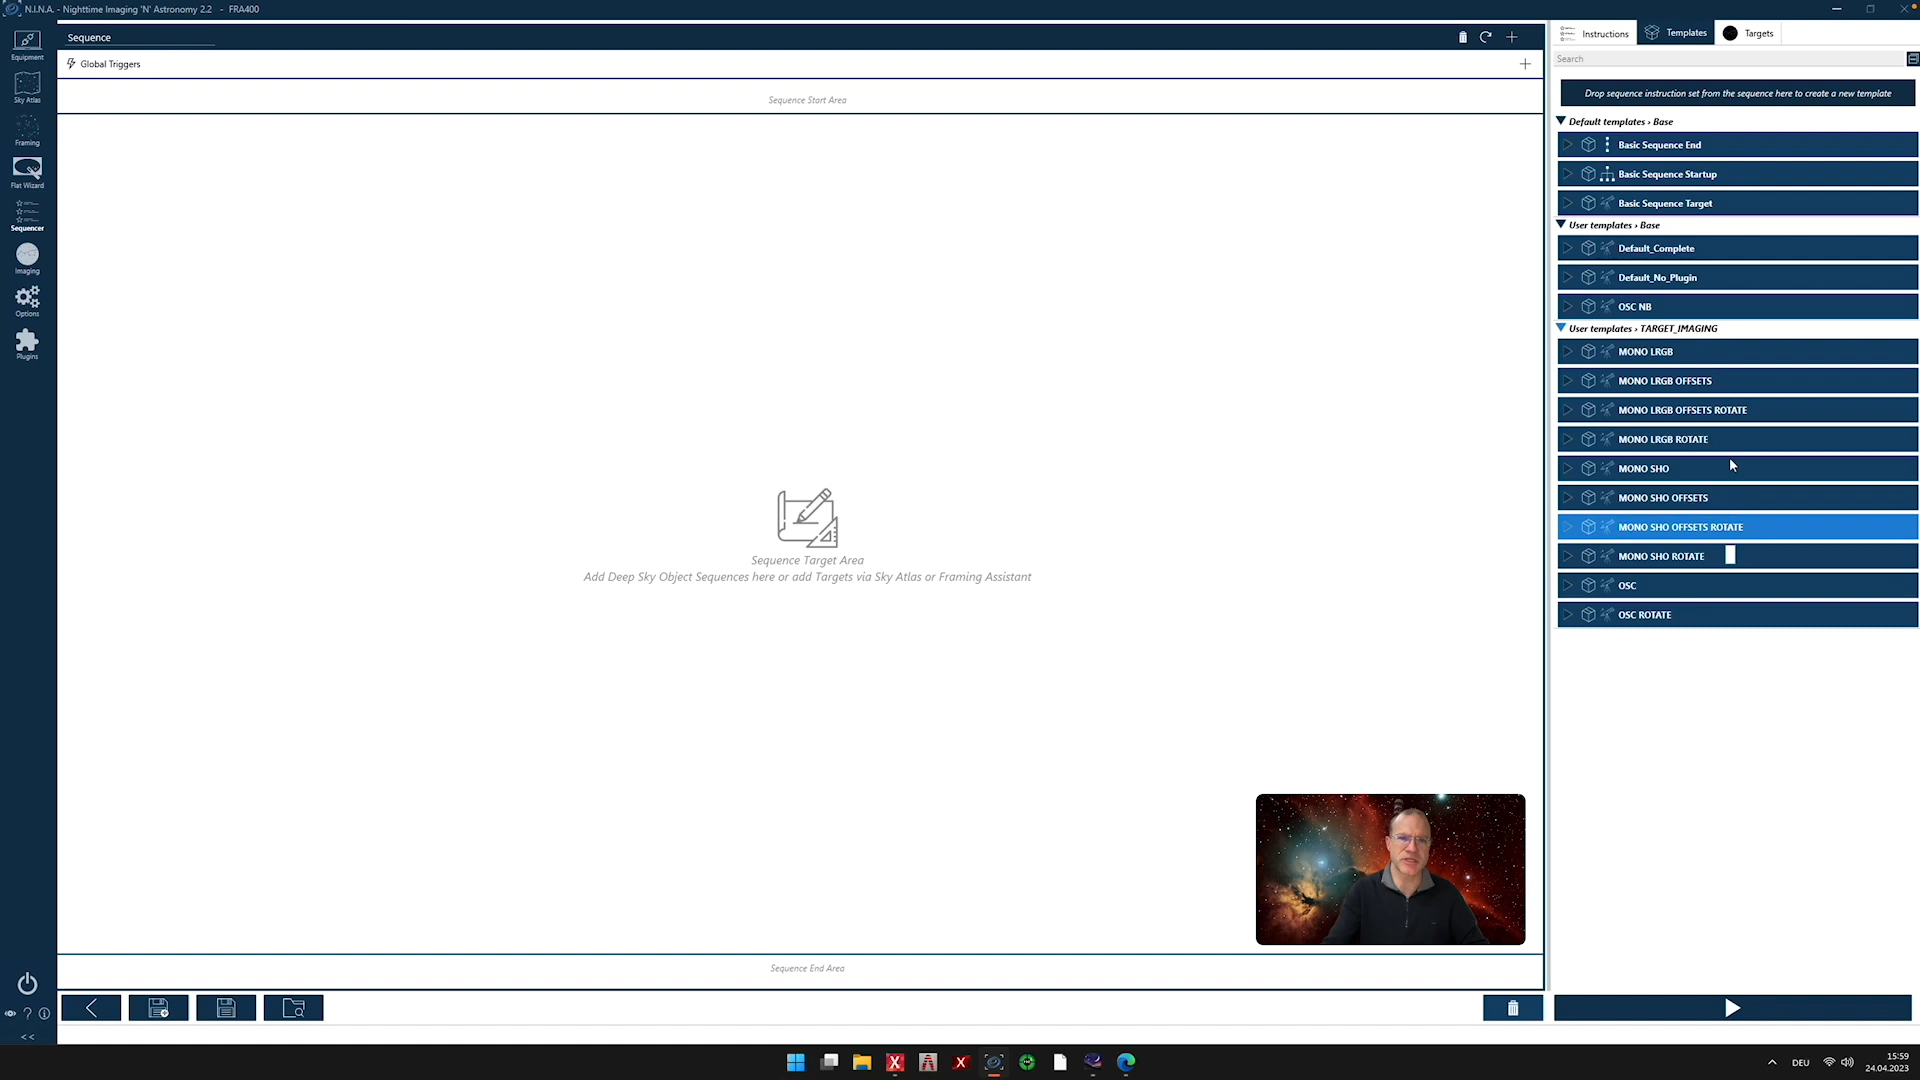 N.I.N.A. - Nighttime Imaging 'N' Astronomy 2.2 - FRA400
Equipment
Sky Atlas
Framing
Flat Wizard
Sequencer
Imaging
Options
Plugins
<<
Sequence
Global Triggers
Sequence Start Area
Sequence Target Area
Add Deep Sky Object Sequences here or add Targets via Sky Atlas or Framing Assistant
Sequence End Area
Instructions
Templates
Targets
Search
Drop sequence instruction set from the sequence here to create a new template
Default templates › Base
Basic Sequence End
Basic Sequence Startup
Basic Sequence Target
User templates › Base
Default_Complete
Default_No_Plugin
OSC NB
User templates › TARGET_IMAGING
MONO LRGB
MONO LRGB OFFSETS
MONO LRGB OFFSETS ROTATE
MONO LRGB ROTATE
MONO SHO
MONO SHO OFFSETS
MONO SHO OFFSETS ROTATE
MONO SHO ROTATE
OSC
OSC ROTATE
DEU
15:59
24.04.2023